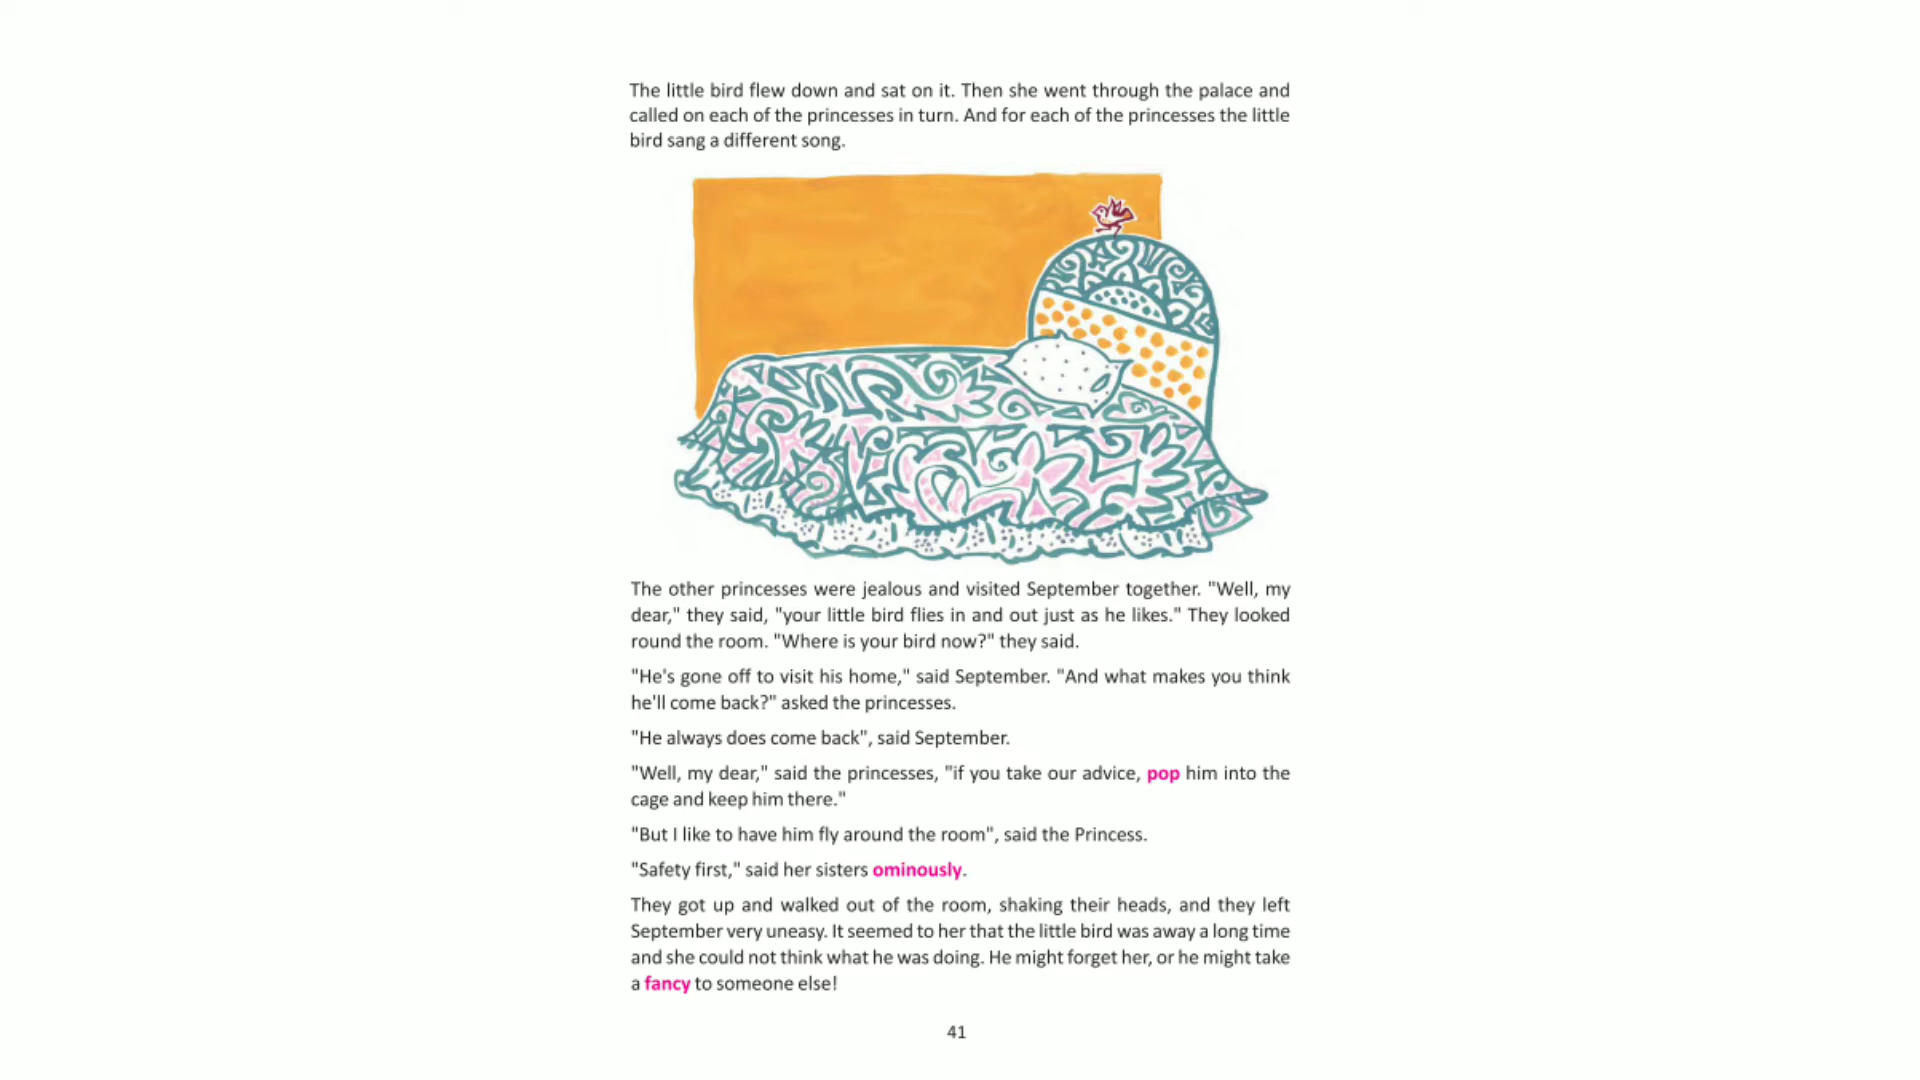 The little bird flew down and sat on it. Then she went through the palace and
called on each of the princesses in turn. And for each of the princesses the little
bird sang a different song.
The other princesses were jealous and visited September together. "Well, my
dear," they said, "your little bird flies in and out just as he likes." They looked
round the room. "Where is your bird now?" they said.
"He's gone off to visit his home," said September. "And what makes you think
he'll come back?" asked the princesses.
"He always does come back", said September.
"Well, my dear," said the princesses, "if you take our advice, pop him into the
cage and keep him there."
"But I like to have him fly around the room", said the Princess.
"Safety first," said her sisters ominously.
They got up and walked out of the room, shaking their heads, and they left
September very uneasy. It seemed to her that the little bird was away a long time
and she could not think what he was doing. He might forget her, or he might take
a fancy to someone else!
41